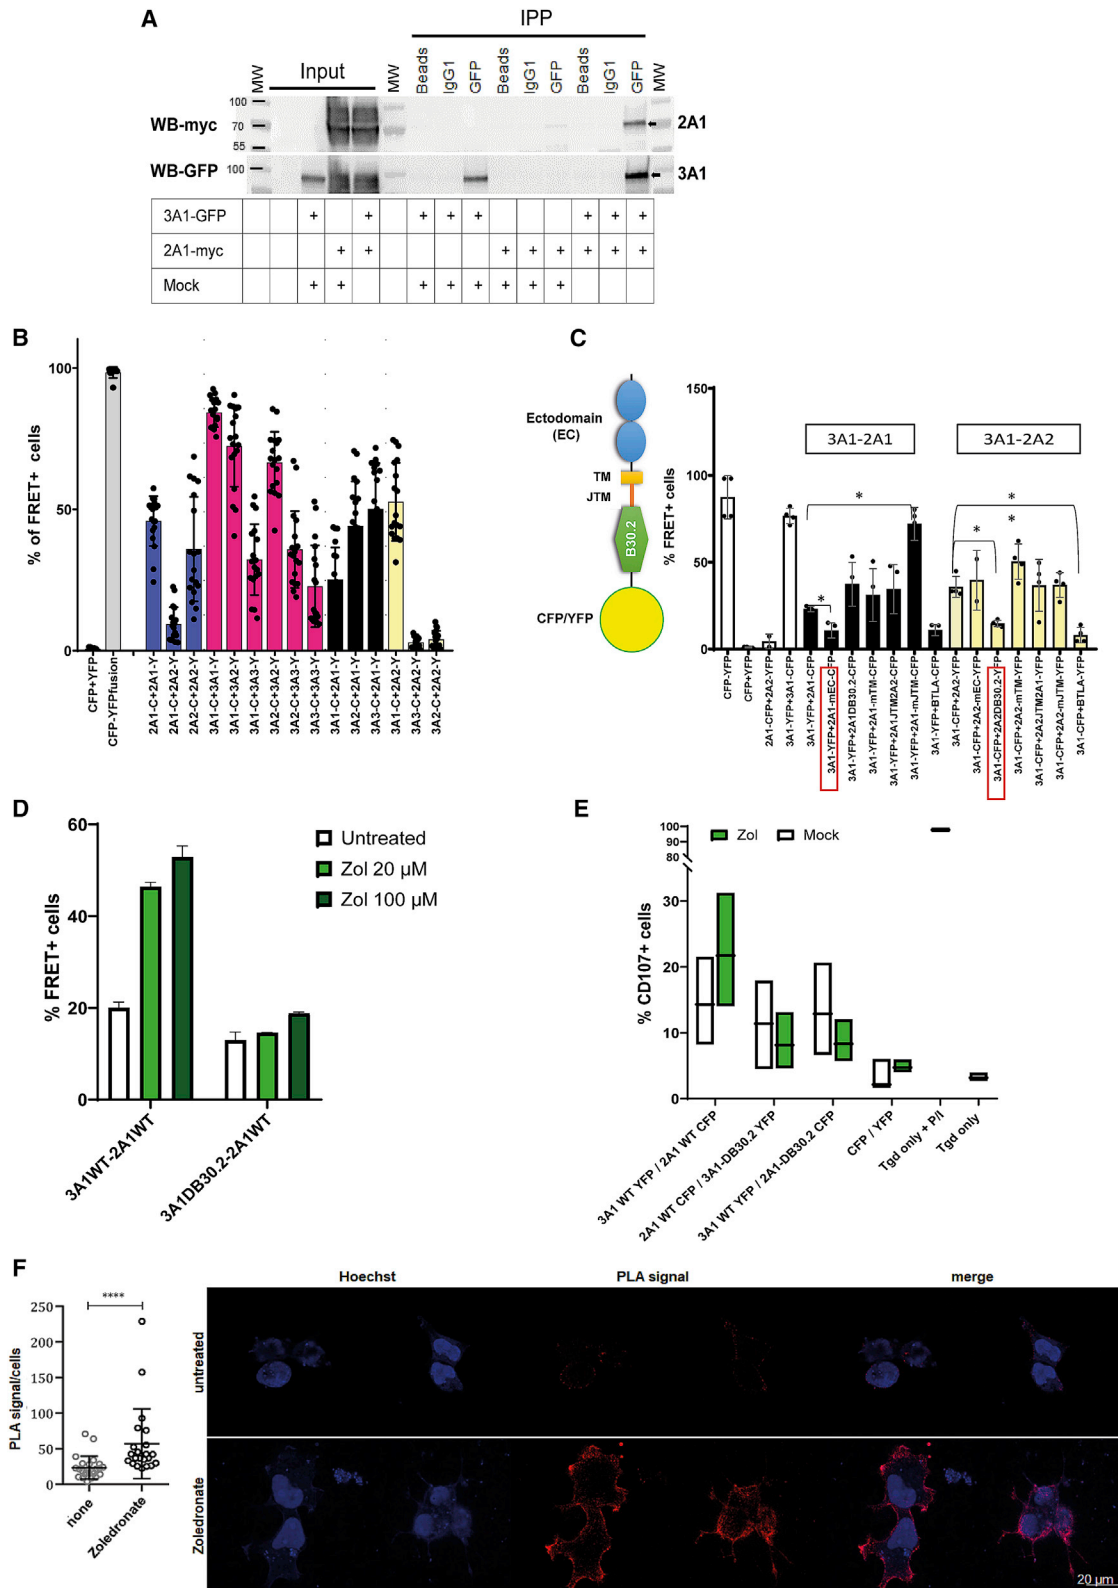 A
IPP
Input
MW
MW
Beads
IgG1
GFP
Beads
IgG1
GFP
Beads
IgG1
GFP
MW
WB-myc
100
70
55
2A1
WB-GFP
100
3A1
3A1-GFP + + + + + + + +
2A1-myc + + + + + + + +
Mock + + + + + + + +
B
% of FRET+ cells
100
50
0
CFP+YFP
CFP-YFPfusion
2A1-C+2A1-Y
2A1-C+2A2-Y
2A2-C+2A2-Y
3A1-C+3A1-Y
3A1-C+3A2-Y
3A1-C+3A3-Y
3A2-C+3A2-Y
3A2-C+3A3-Y
3A3-C+3A3-Y
3A1-C+2A1-Y
3A2-C+2A1-Y
3A3-C+2A1-Y
3A1-C+2A2-Y
3A3-C+2A2-Y
3A2-C+2A2-Y
C
Ectodomain
(EC)
TM
JTM
B30.2
CFP/YFP
% FRET+ cells
150
100
50
0
3A1-2A1
3A1-2A2
*
*
*
*
*
CFP-YFP
CFP+YFP
2A1-CFP+2A2-YFP
3A1-YFP+3A1-CFP
3A1-YFP+2A1-CFP
3A1-YFP+2A1-mEC-CFP
3A1-YFP+2A1DB30.2-CFP
3A1-YFP+2A1-mTM-CFP
3A1-YFP+2A1JTM2A2-CFP
3A1-YFP+2A1-mJTM-CFP
3A1-YFP+BTLA-CFP
3A1-CFP+2A2-YFP
3A1-CFP+2A2-mEC-YFP
3A1-CFP+2A2DB30.2-YFP
3A1-CFP+2A2-mTM-YFP
3A1-CFP+2A2JTM2A1-YFP
3A1-CFP+2A2-mJTM-YFP
3A1-CFP+BTLA-YFP
D
% FRET+ cells
60
40
20
0
Untreated
Zol 20 µM
Zol 100 µM
3A1WT-2A1WT
3A1DB30.2-2A1WT
E
% CD107+ cells
100
90
80
30
20
10
0
Zol
Mock
3A1 WT YFP / 2A1 WT CFP
2A1 WT CFP / 3A1-DB30.2 YFP
3A1 WT YFP / 2A1-DB30.2 CFP
CFP / YFP
Tgd only + P/I
Tgd only
F
PLA signal/cells
250
200
150
100
50
0
****
none
Zoledronate
Hoechst
PLA signal
merge
untreated
Zoledronate
20 µm